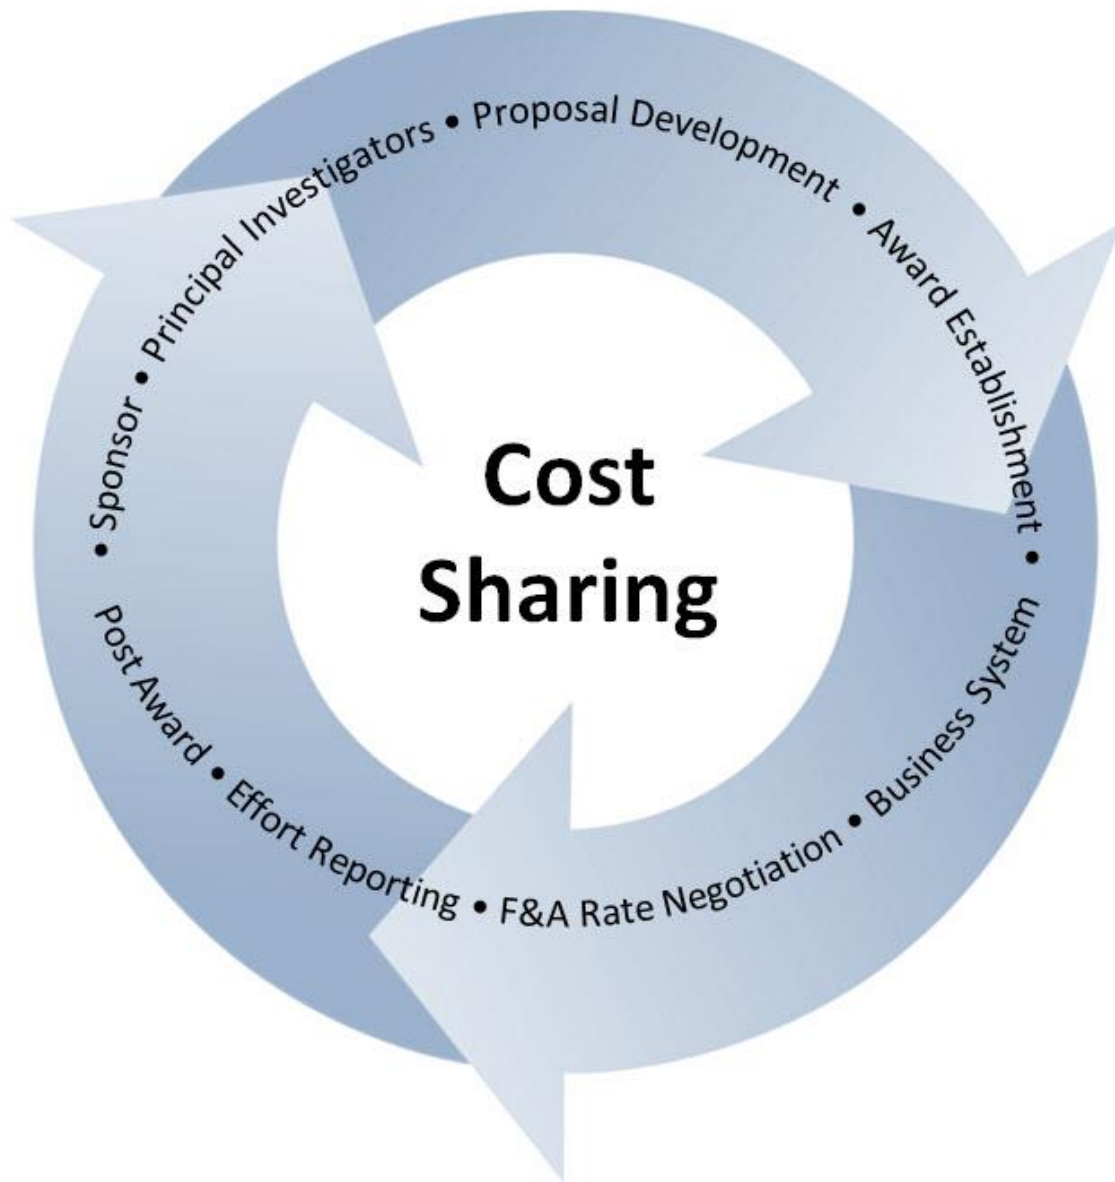 • Sponsor • Principal Investigators • Proposal Development • Award Establishment •
Post Award • Effort Reporting • F&A Rate Negotiation • Business System
Cost
Sharing